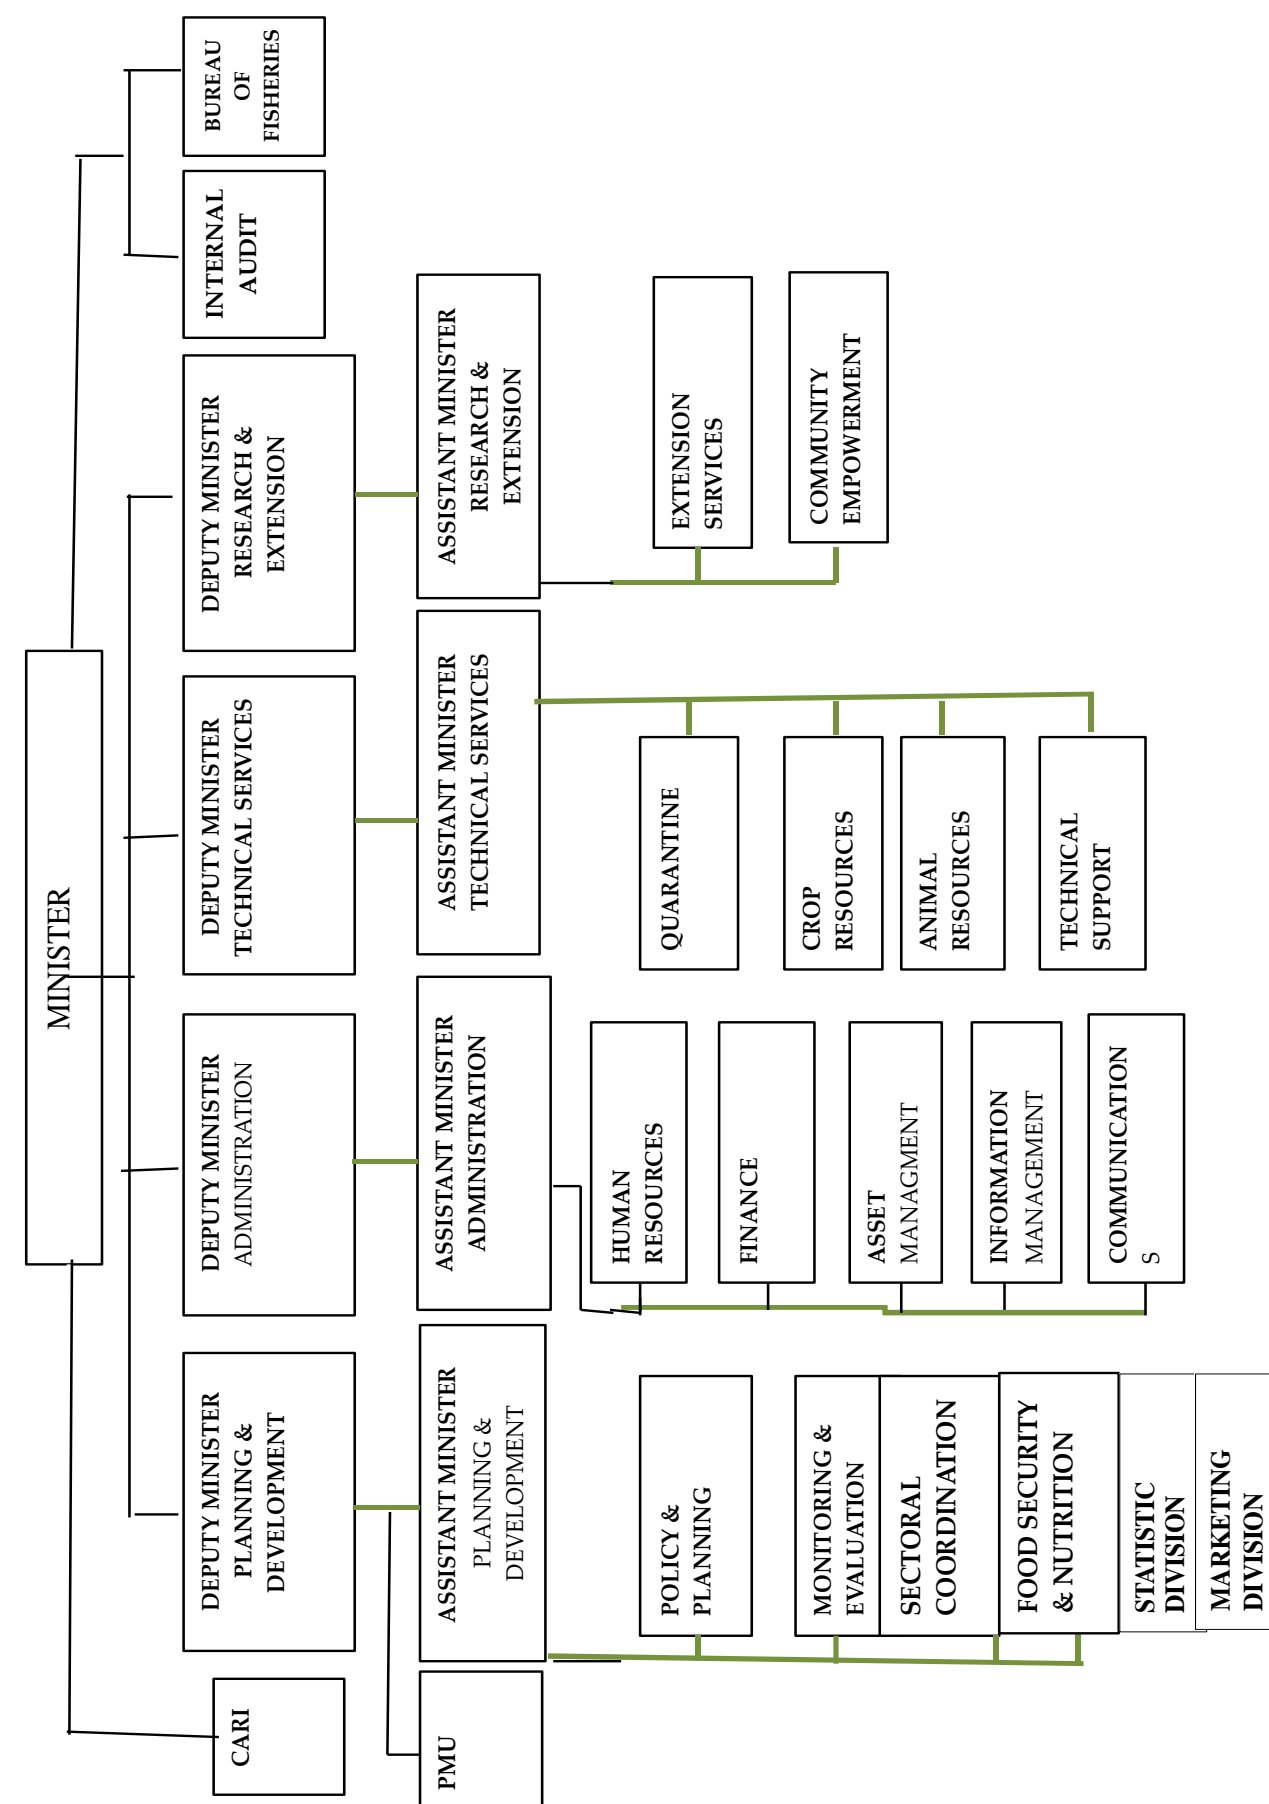 MINISTER
CARI
DEPUTY MINISTER
PLANNING &
DEVELOPMENT
DEPUTY MINISTER
ADMINISTRATION
DEPUTY MINISTER
TECHNICAL SERVICES
DEPUTY MINISTER
RESEARCH &
EXTENSION
INTERNAL
AUDIT
BUREAU
OF
FISHERIES
PMU
ASSISTANT MINISTER
PLANNING &
DEVELOPMENT
ASSISTANT MINISTER
ADMINISTRATION
ASSISTANT MINISTER
TECHNICAL SERVICES
ASSISTANT MINISTER
RESEARCH &
EXTENSION
POLICY &
PLANNING
MONITORING &
EVALUATION
SECTORAL
COORDINATION
FOOD SECURITY
& NUTRITION
STATISTIC
DIVISION
MARKETING
DIVISION
HUMAN
RESOURCES
FINANCE
ASSET
MANAGMENT
INFORMATION
MANAGEMENT
COMMUNICATION
S
QUARANTINE
CROP
RESOURCES
ANIMAL
RESOURCES
TECHNICAL
SUPPORT
EXTENSION
SERVICES
COMMUNITY
EMPOWERMENT